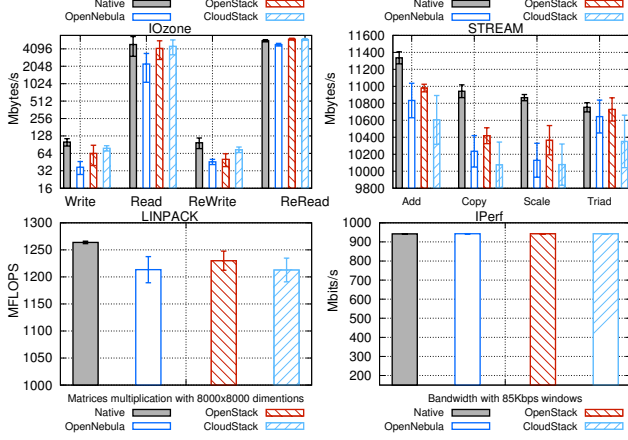 Native OpenStack Native OpenStack
OpenNebula CloudStack OpenNebula CloudStack
IOzone
Mbytes/s
4096
2048
1024
512
256
128
64
32
16
Write Read ReWrite ReRead
STREAM
Mbytes/s
11600
11400
11200
11000
10800
10600
10400
10200
10000
9800
Add Copy Scale Triad
LINPACK
MFLOPS
1300
1250
1200
1150
1100
1050
1000
Matrices multiplication with 8000x8000 dimentions
IPerf
Mbits/s
1000
900
800
700
600
500
400
300
200
Bandwidth with 85Kbps windows
Native OpenStack Native OpenStack
OpenNebula CloudStack OpenNebula CloudStack